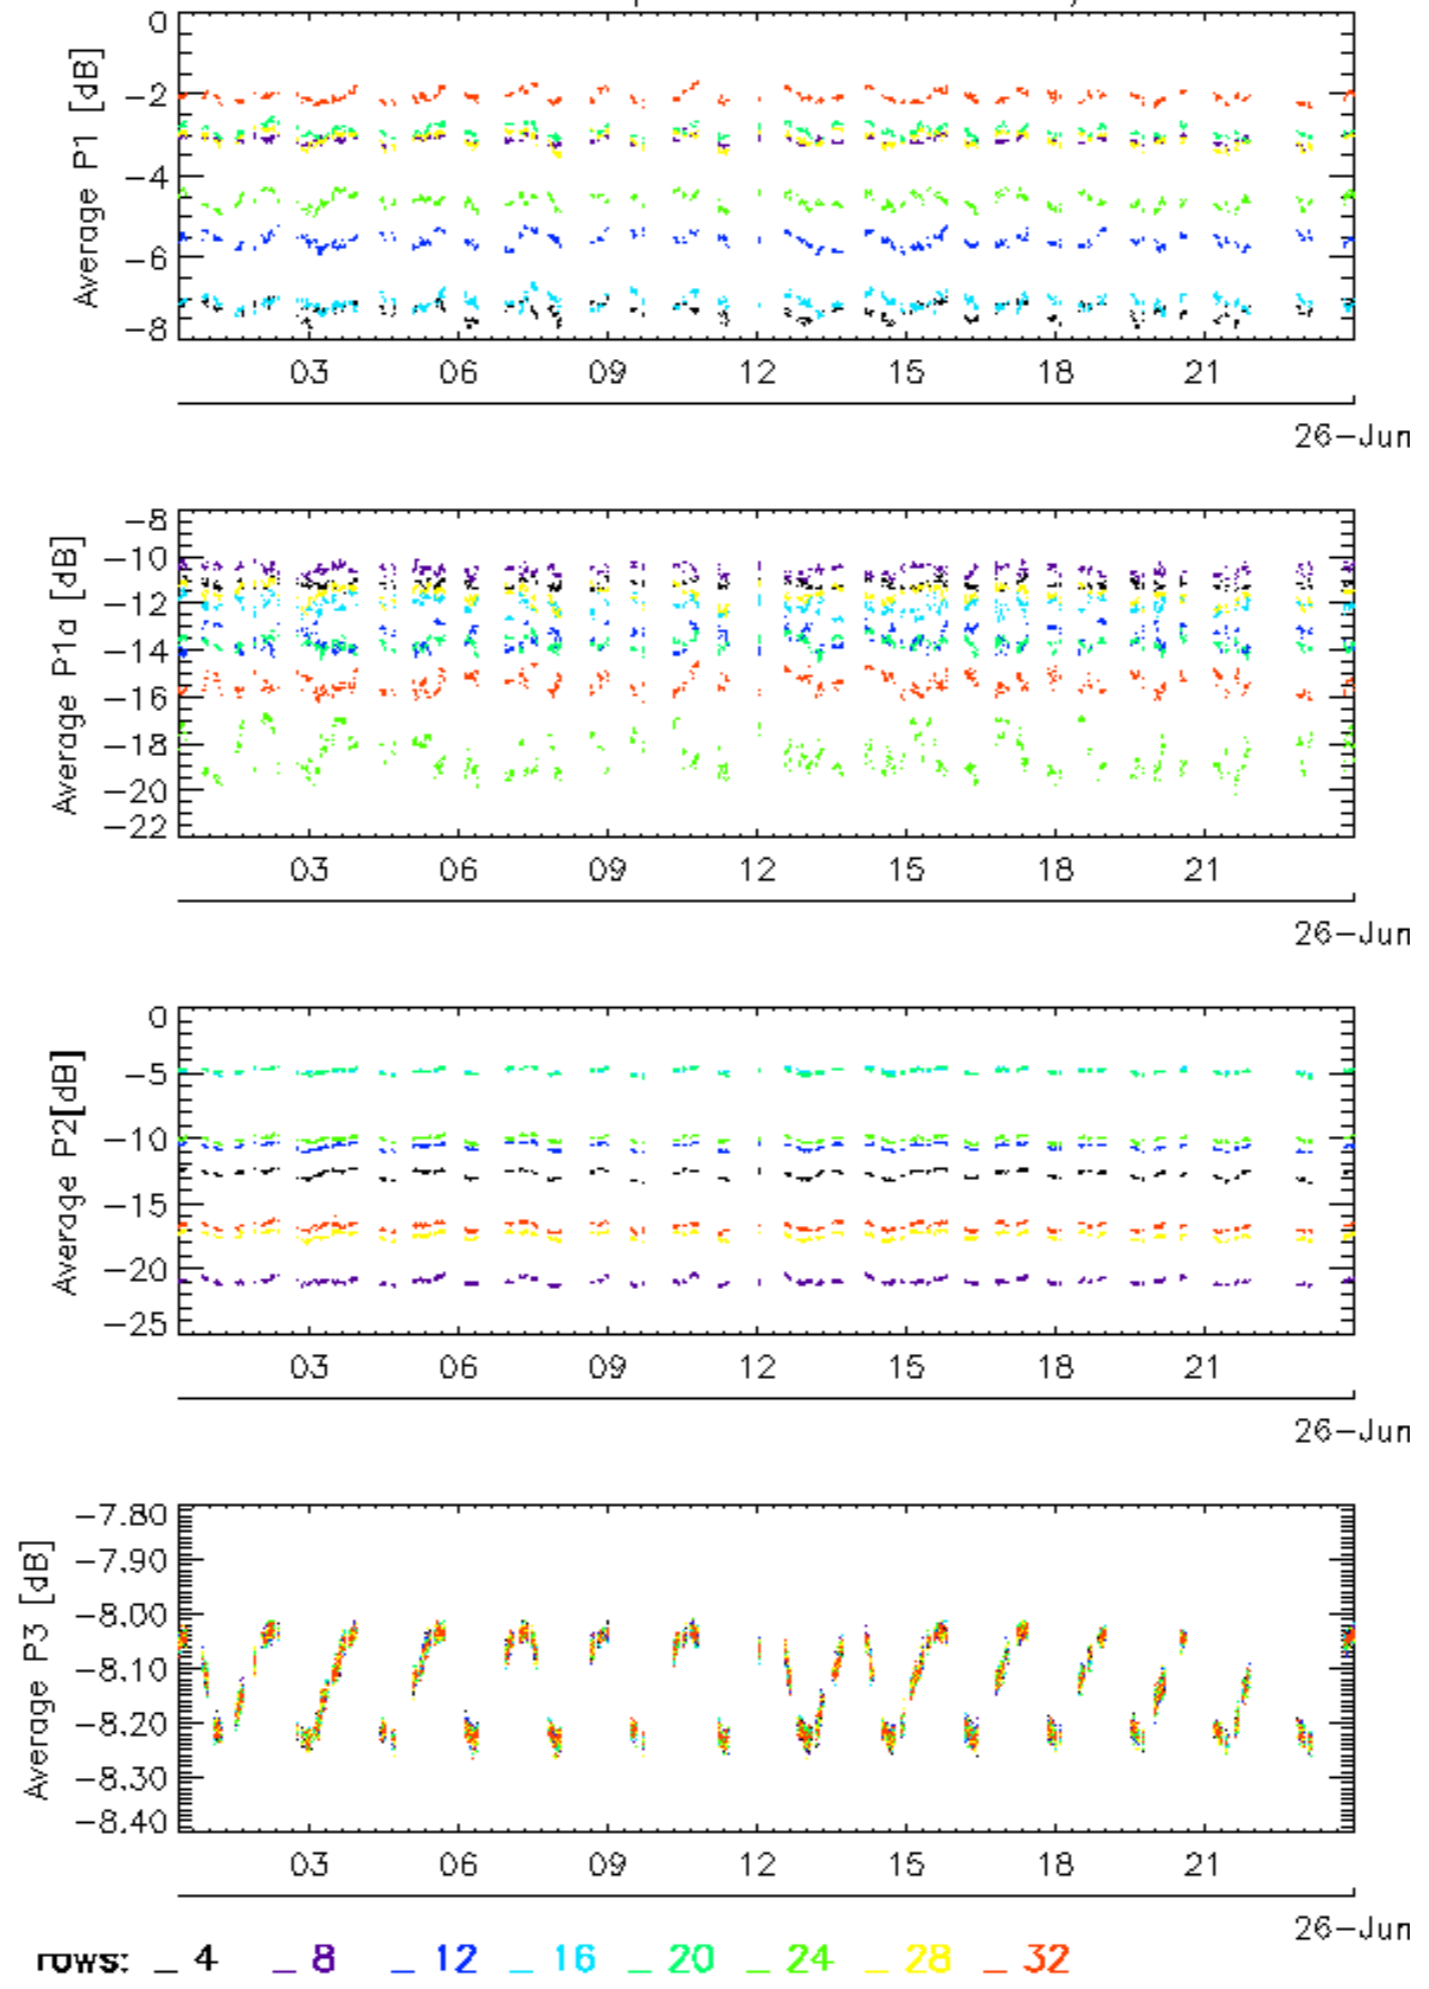 0
Average P1 [dB]
−2
−4
−6
−8
03 06 09 12 15 18 21
26−Jun
−8
Average P1a [dB]
−10
−12
−14
−16
−18
−20
−22
03 06 09 12 15 18 21
26−Jun
0
Average P2[dB]
−5
−10
−15
−20
−25
03 06 09 12 15 18 21
26−Jun
−7.80
Average P3 [dB]
−7.90
−8.00
−8.10
−8.20
−8.30
−8.40
03 06 09 12 15 18 21
26−Jun
rows: _ 4 _ 8 _ 12 _ 16 _ 20 _ 24 _ 28 _ 32